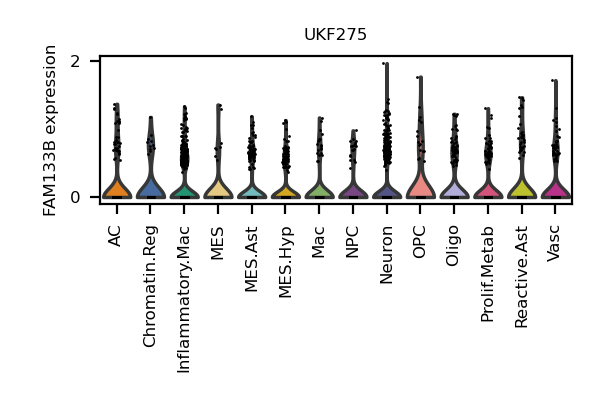 UKF275
FAM133B expression
2
0
AC
Chromatin.Reg
Inflammatory.Mac
MES
MES.Ast
MES.Hyp
Mac
NPC
Neuron
OPC
Oligo
Prolif.Metab
Reactive.Ast
Vasc